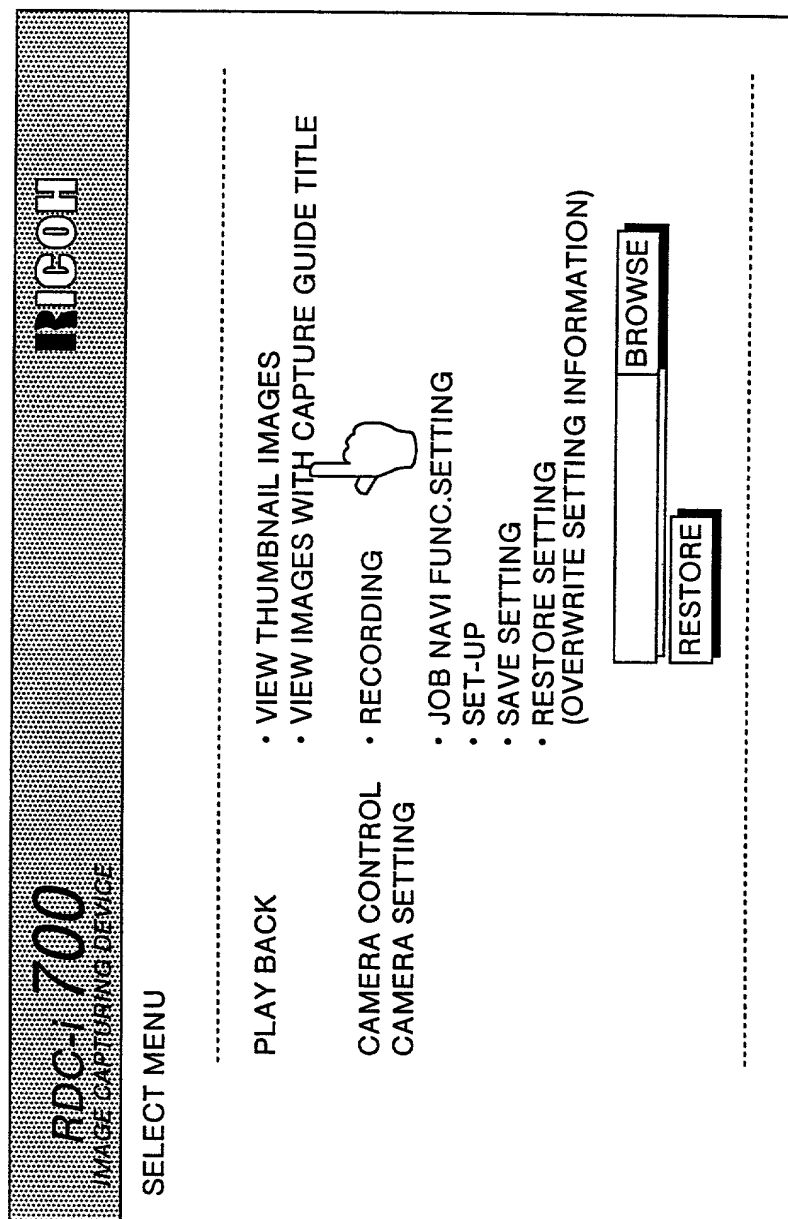 RDC-i 700
IMAGE CAPTURING DEVICE
RICOH
SELECT MENU
PLAY BACK
• VIEW THUMBNAIL IMAGES
• VIEW IMAGES WITH CAPTURE GUIDE TITLE
CAMERA CONTROL • RECORDING
CAMERA SETTING
• JOB NAVI FUNC.SETTING
• SET-UP
• SAVE SETTING
• RESTORE SETTING
(OVERWRITE SETTING INFORMATION)
BROWSE
RESTORE